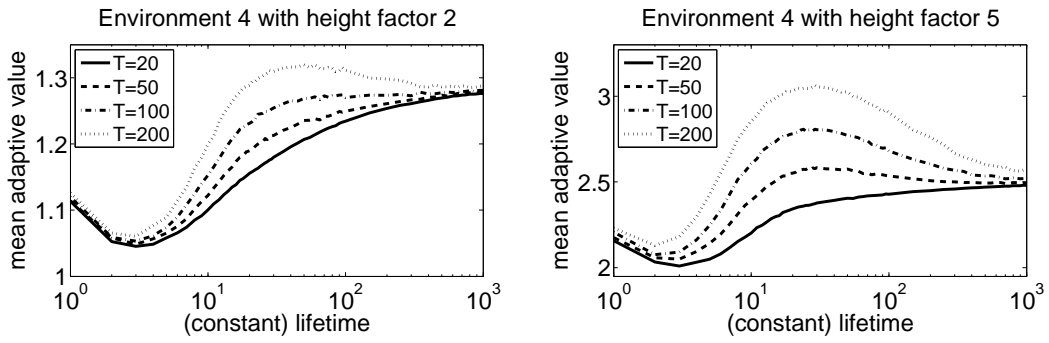 Environment 4 with height factor 2
mean adaptive value
1.3
1.2
1.1
1
T=20
T=50
T=100
T=200
10^0
10^1
10^2
10^3
(constant) lifetime
Environment 4 with height factor 5
mean adaptive value
3
2.5
2
T=20
T=50
T=100
T=200
10^0
10^1
10^2
10^3
(constant) lifetime